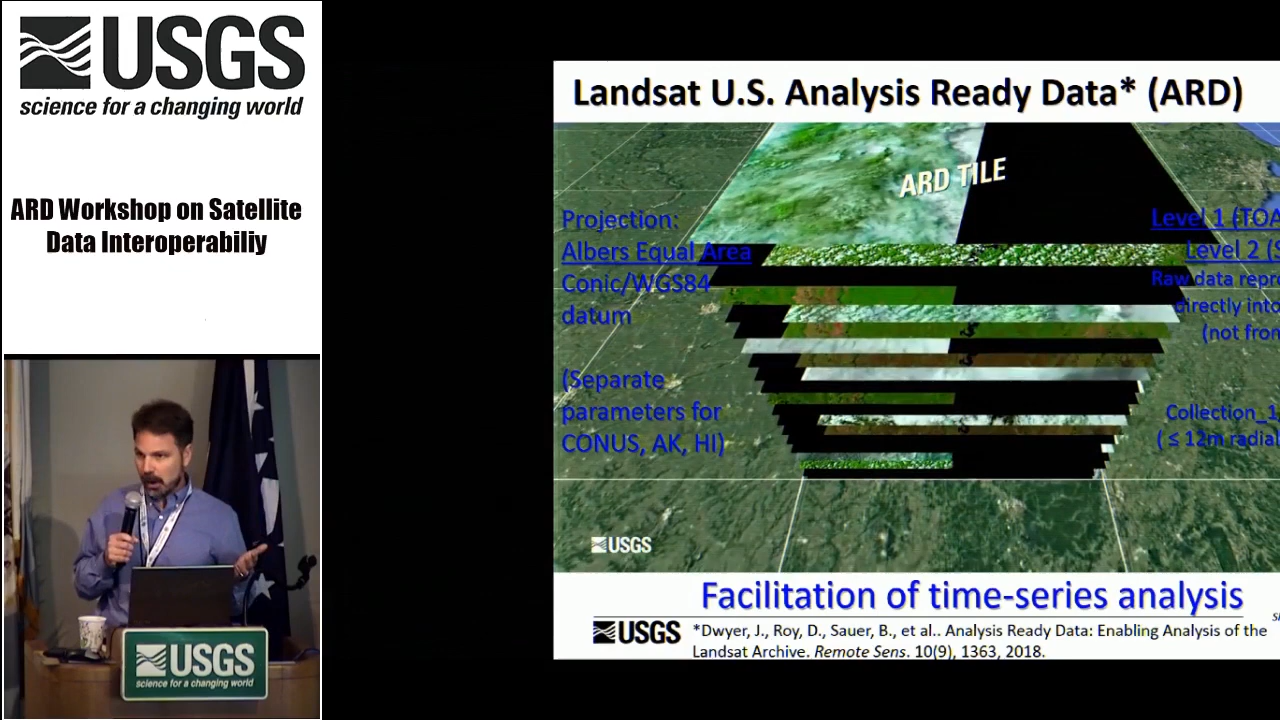 USGS
science for a changing world
ARD Workshop on Satellite
Data Interoperabiliy
USGS
science for a changing world
Landsat U.S. Analysis Ready Data* (ARD)
ARD TILE
Projection:
Albers Equal Area
Conic/WGS84
datum
(Separate
parameters for
CONUS, AK, HI)
Level 1 (TOA
Level 2 (S
Raw data repr
directly into
(not from
Collection_1
( ≤ 12m radial
USGS
Facilitation of time-series analysis
USGS
*Dwyer, J., Roy, D., Sauer, B., et al.. Analysis Ready Data: Enabling Analysis of the
Landsat Archive. Remote Sens. 10(9), 1363, 2018.